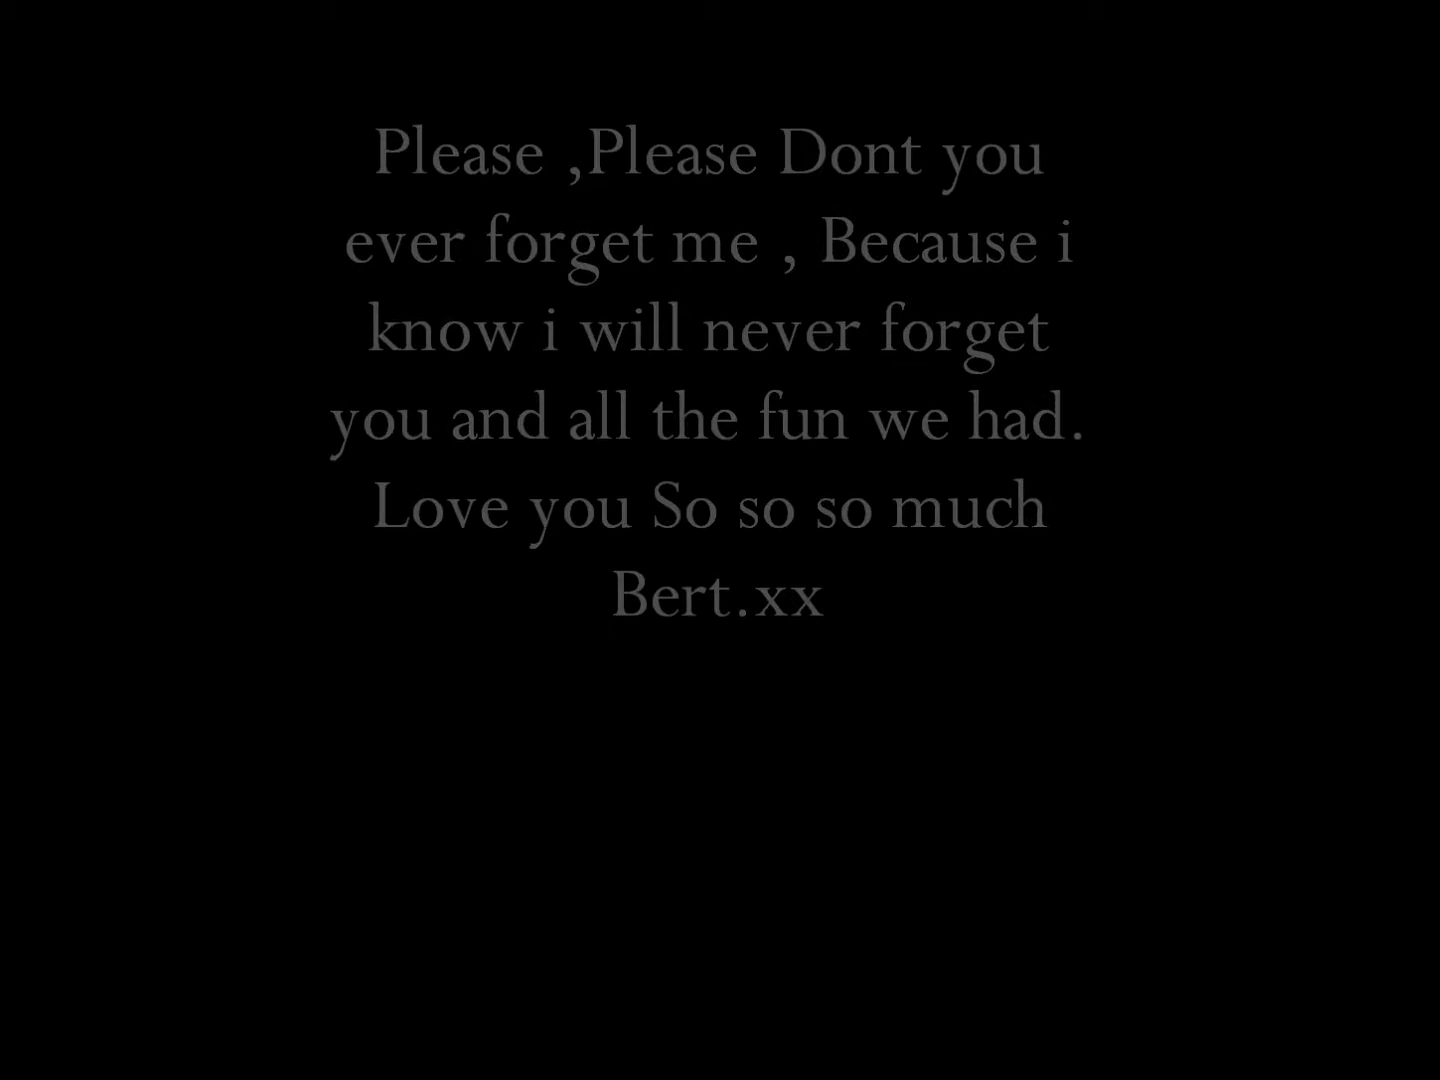 Please ,Please Dont you
ever forget me , Because i
know i will never forget
you and all the fun we had.
Love you So so so much
Bert.xx